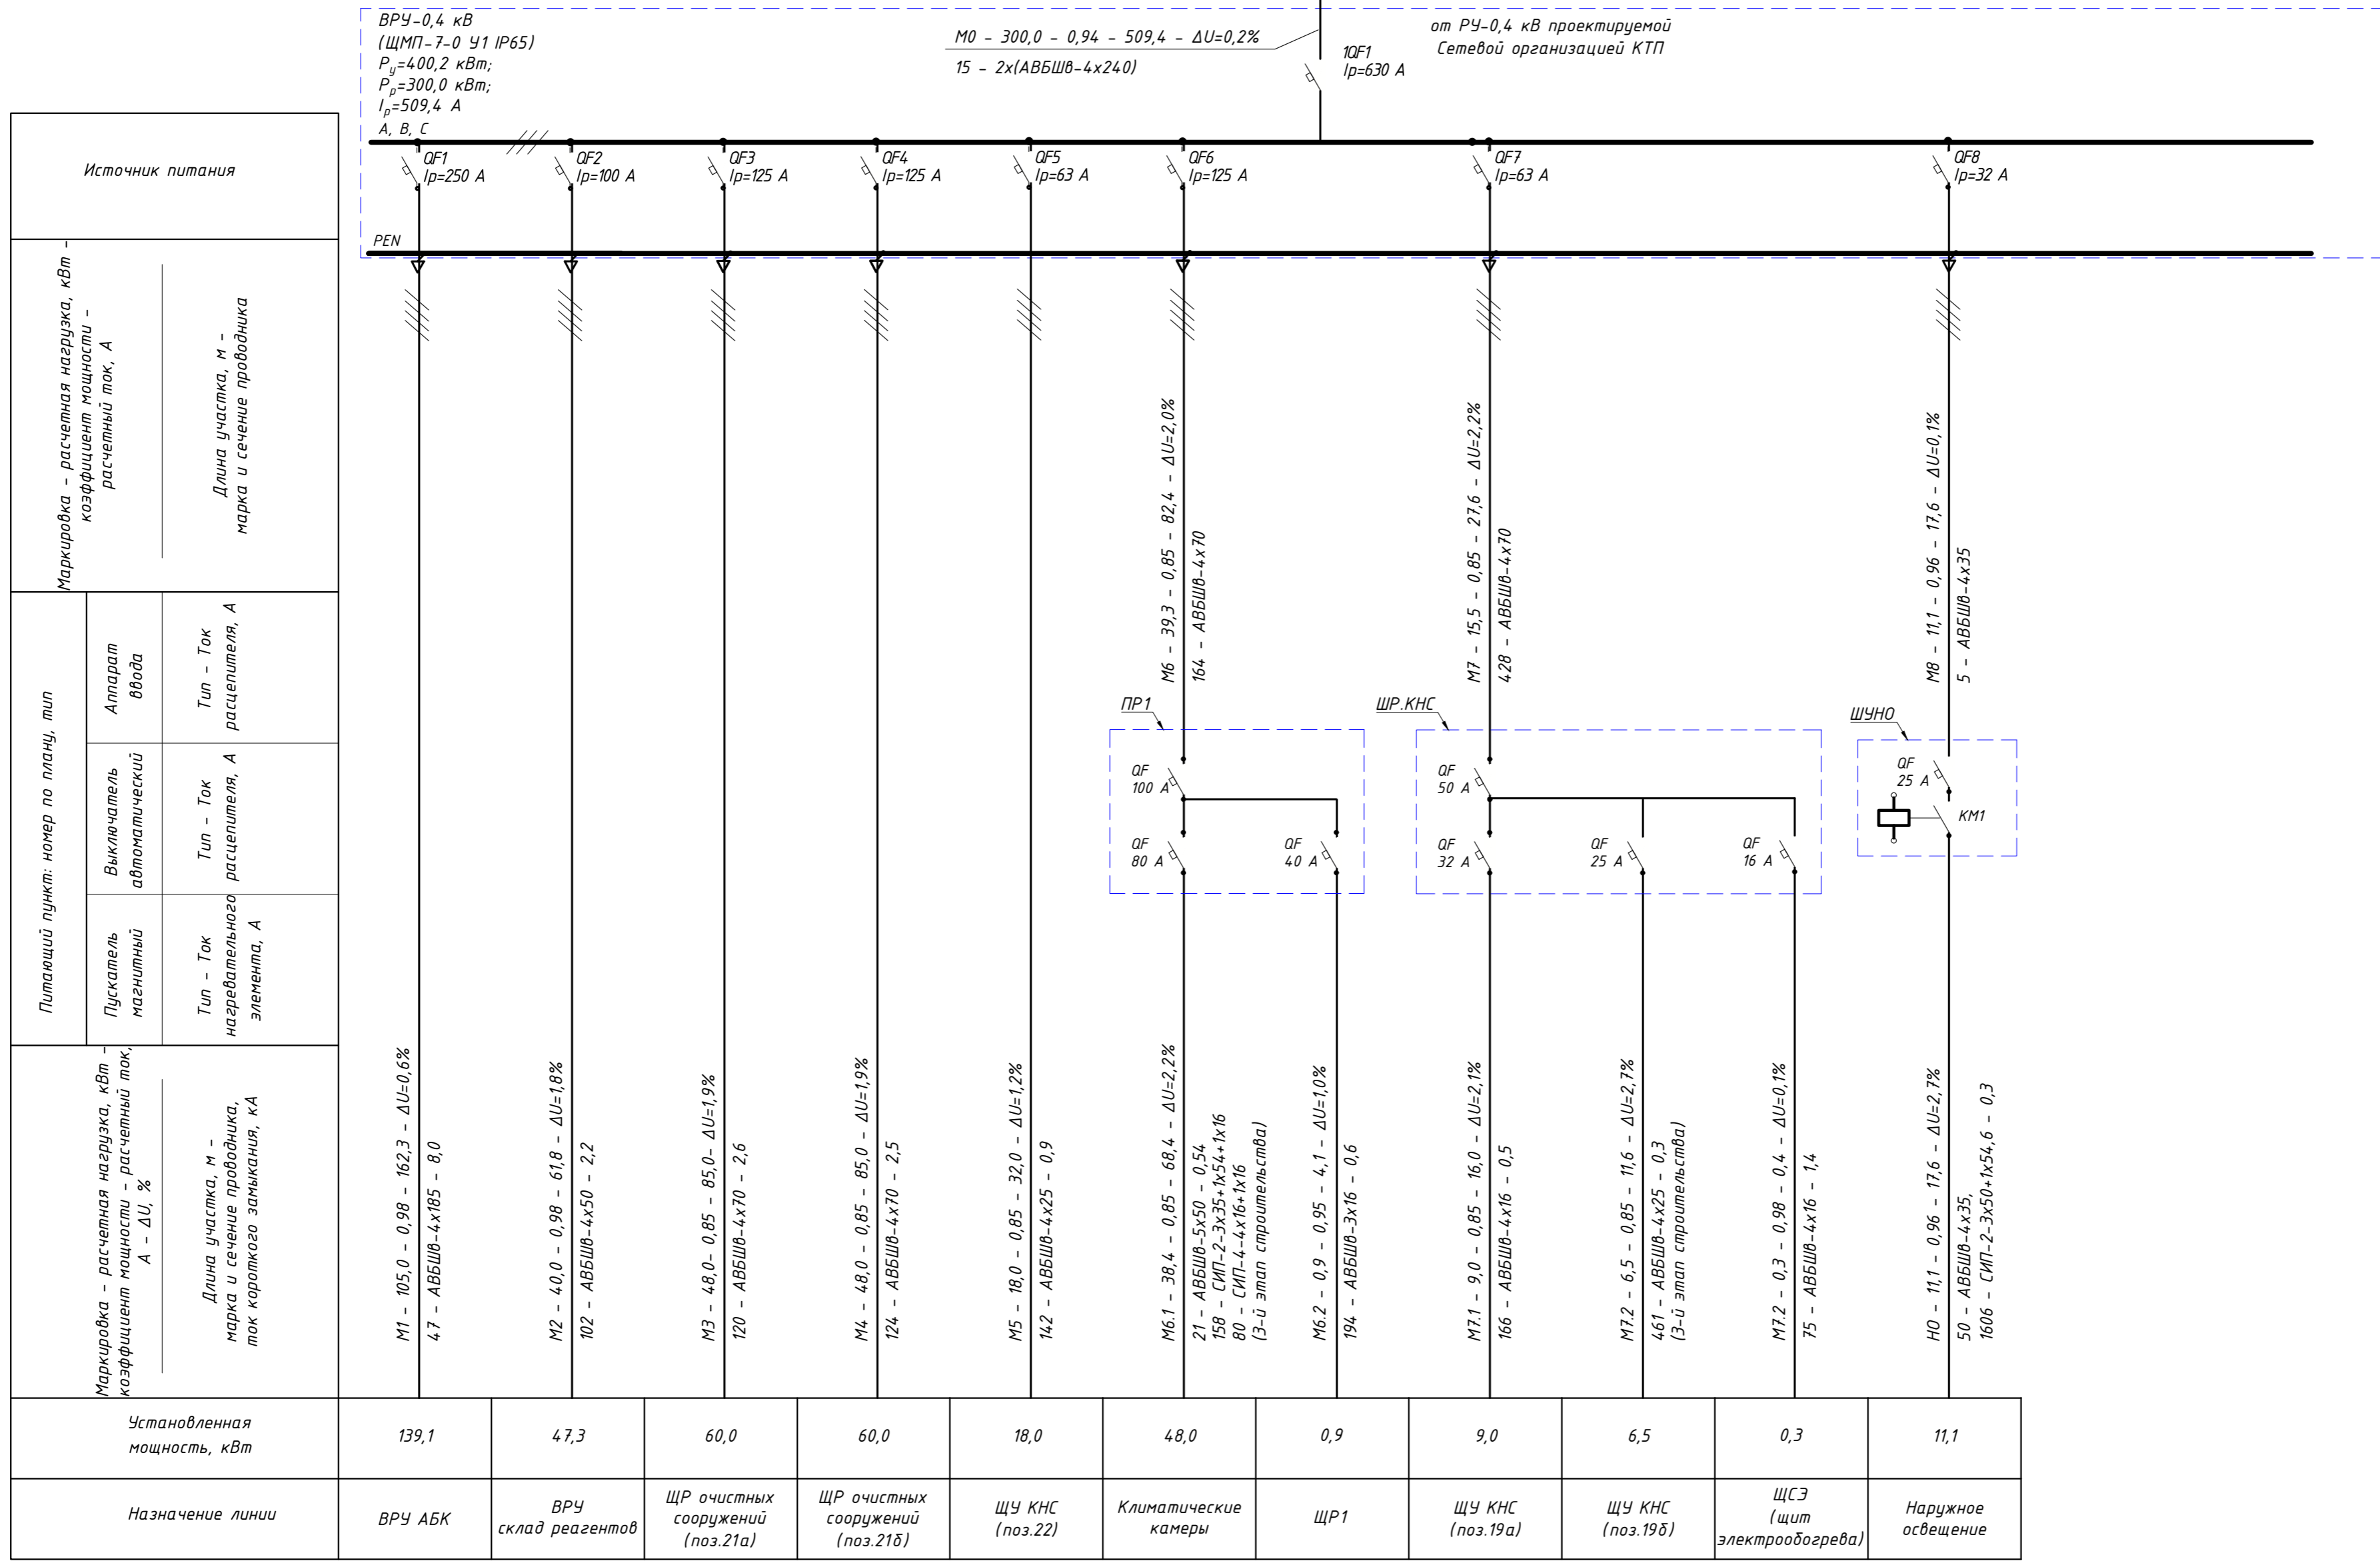 ВРУ-0,4 кВ
(ЩМП-7-0 У1 IP65)
Pу=400,2 кВт;
Pр=300,0 кВт;
Iр=509,4 А
А, В, С
М0 - 300,0 - 0,94 - 509,4 - ΔU=0,2%
15 - 2х(АВБШв-4х240)
1QF1
Iр=630 А
от РУ-0,4 кВ проектируемой
Сетевой организацией КТП
QF1
Iр=250 А
QF2
Iр=100 А
QF3
Iр=125 А
QF4
Iр=125 А
QF5
Iр=63 А
QF6
Iр=125 А
QF7
Iр=63 А
QF8
Iр=32 А
PEN
Источник питания
Маркировка - расчетная нагрузка, кВт -
коэффициент мощности -
расчетный ток, А
Длина участка, м -
марка и сечение проводника
Питающий пункт: номер по плану, тип
Аппарат
ввода
Тип - Ток
расцепителя, А
Выключатель
автоматический
Тип - Ток
расцепителя, А
Пускатель
магнитный
Тип - Ток
нагревательного
элемента, А
Маркировка - расчетная нагрузка, кВт -
коэффициент мощности - расчетный ток,
А - ΔU, %
Длина участка, м -
марка и сечение проводника,
ток короткого замыкания, кА
М6 - 39,3 - 0,85 - 82,4 - ΔU=2,0%
164 - АВБШв-4х70
М7 - 15,5 - 0,85 - 27,6 - ΔU=2,2%
428 - АВБШв-4х70
М8 - 11,1 - 0,96 - 17,6 - ΔU=0,1%
5 - АВБШв-4х35
ПР1
QF
100 А
QF
80 А
QF
40 А
ШР.КНС
QF
50 А
QF
32 А
QF
25 А
QF
16 А
ШУНО
QF
25 А
КМ1
М1 - 105,0 - 0,98 - 162,3 - ΔU=0,6%
47 - АВБШв-4х185 - 8,0
М2 - 40,0 - 0,98 - 61,8 - ΔU=1,8%
102 - АВБШв-4х50 - 2,2
М3 - 48,0- 0,85 - 85,0- ΔU=1,9%
120 - АВБШв-4х70 - 2,6
М4 - 48,0 - 0,85 - 85,0 - ΔU=1,9%
124 - АВБШв-4х70 - 2,5
М5 - 18,0 - 0,85 - 32,0 - ΔU=1,2%
142 - АВБШв-4х25 - 0,9
М6.1 - 38,4 - 0,85 - 68,4 - ΔU=2,2%
21 - АВБШв-5х50 - 0,54
158 - СИП-2-3х35+1х54+1х16
80 - СИП-4-4х16+1х16
(3-й этап строительства)
М6.2 - 0,9 - 0,95 - 4,1 - ΔU=1,0%
194 - АВБШв-3х16 - 0,6
М7.1 - 9,0 - 0,85 - 16,0 - ΔU=2,1%
166 - АВБШв-4х16 - 0,5
М7.2 - 6,5 - 0,85 - 11,6 - ΔU=2,7%
461 - АВБШв-4х25 - 0,3
(3-й этап строительства)
М7.2 - 0,3 - 0,98 - 0,4 - ΔU=0,1%
75 - АВБШв-4х16 - 1,4
НО - 11,1 - 0,96 - 17,6 - ΔU=2,7%
50 - АВБШв-4х35,
1606 - СИП-2-3х50+1х54,6 - 0,3
Установленная
мощность, кВт
139,1
47,3
60,0
60,0
18,0
48,0
0,9
9,0
6,5
0,3
11,1
Назначение линии
ВРУ АБК
ВРУ
склад реагентов
ЩР очистных
сооружений
(поз.21а)
ЩР очистных
сооружений
(поз.21б)
ЩУ КНС
(поз.22)
Климатические
камеры
ЩР1
ЩУ КНС
(поз.19а)
ЩУ КНС
(поз.19б)
ЩСЭ
(щит
электрообогрева)
Наружное
освещение